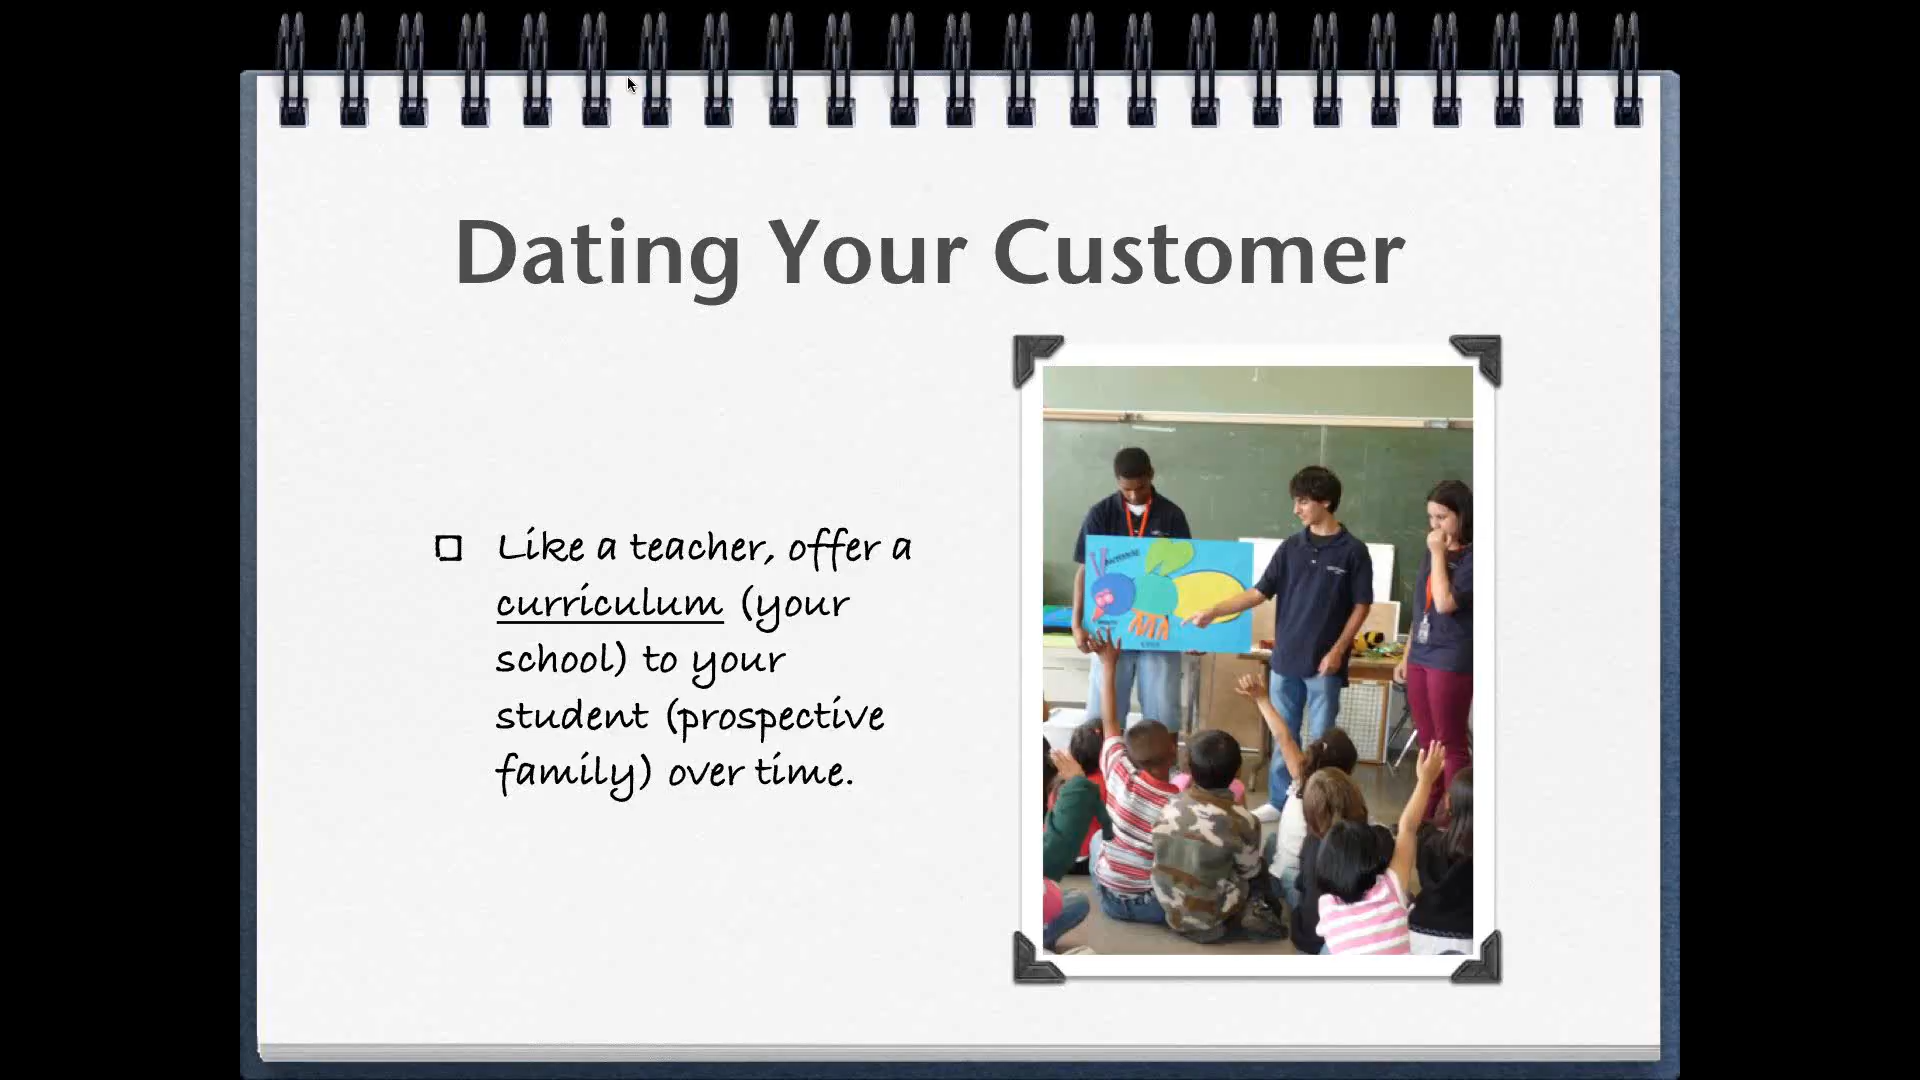 Dating Your Customer
Like a teacher, offer a
curriculum (your
school) to your
student (prospective
family) over time.